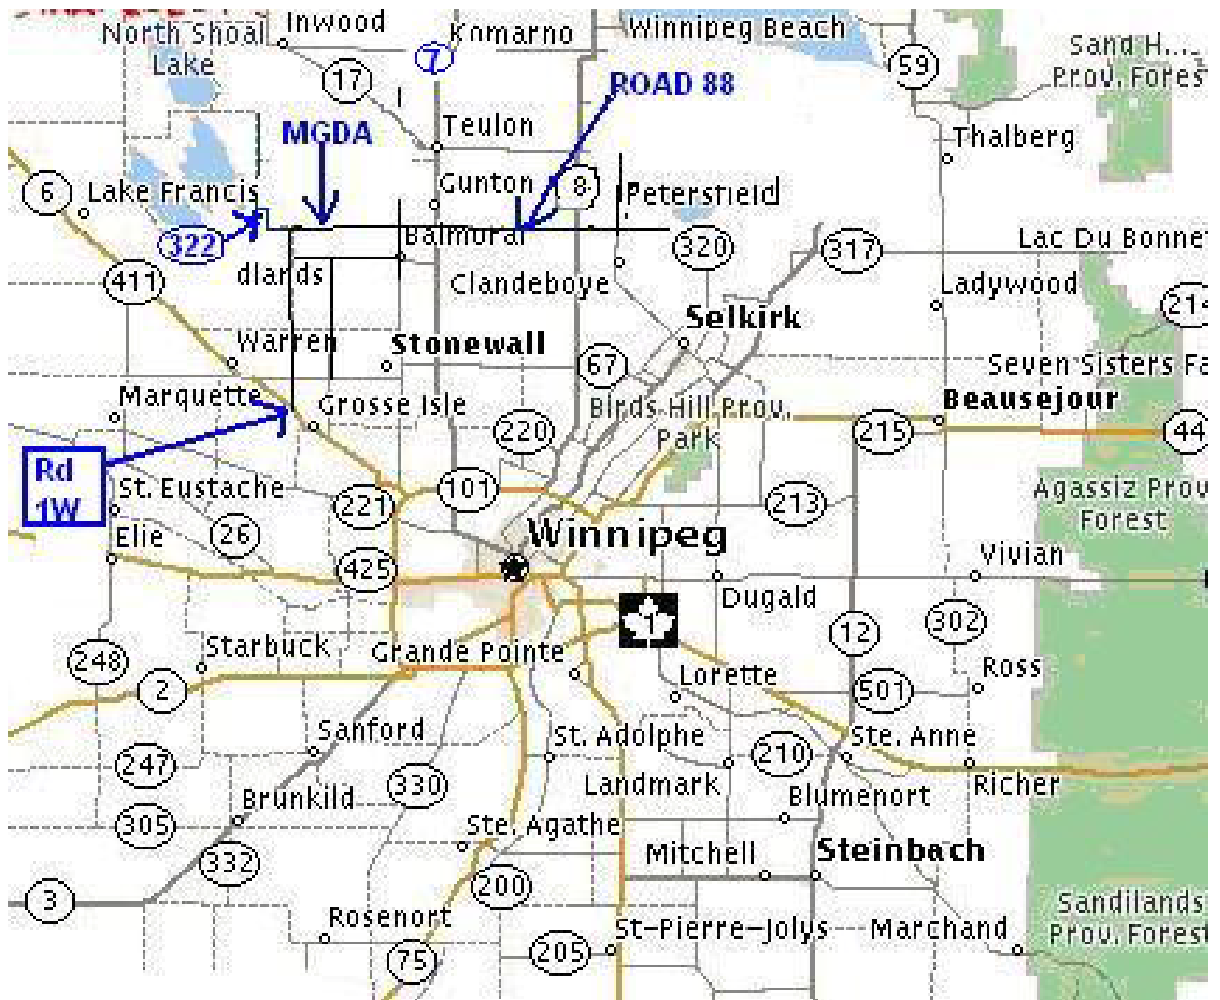 Inwood
Komarno
Winnipeg Beach
North Shoal
Lake
7
17
ROAD 88
59
Sand H....
Prov. Forest
MGDA
Teulon
Thalberg
6
Lake Francis
Gunton
8
Petersfield
322
Balmoral
320
317
Lac Du Bonnet
411
dlands
Clandeboye
Ladywood
214
Selkirk
Warren
Stonewall
67
Seven Sisters Fa
Marquette
Grosse Isle
Birds Hill Prov.
Park
Beausejour
220
215
44
Rd
1W
St. Eustache
221
101
213
Agassiz Prov
Forest
26
Elie
Winnipeg
Vivian
425
Dugald
1
12
302
248
Starbuck
Grande Pointe
Lorette
Ross
2
501
Sanford
St. Adolphe
210
Ste. Anne
247
330
Landmark
Blumenort
Richer
Brunkild
305
Ste. Agathe
332
Mitchell
Steinbach
3
200
Rosenort
St-Pierre-Jolys
Marchand
Sandilands
Prov. Forest
75
205